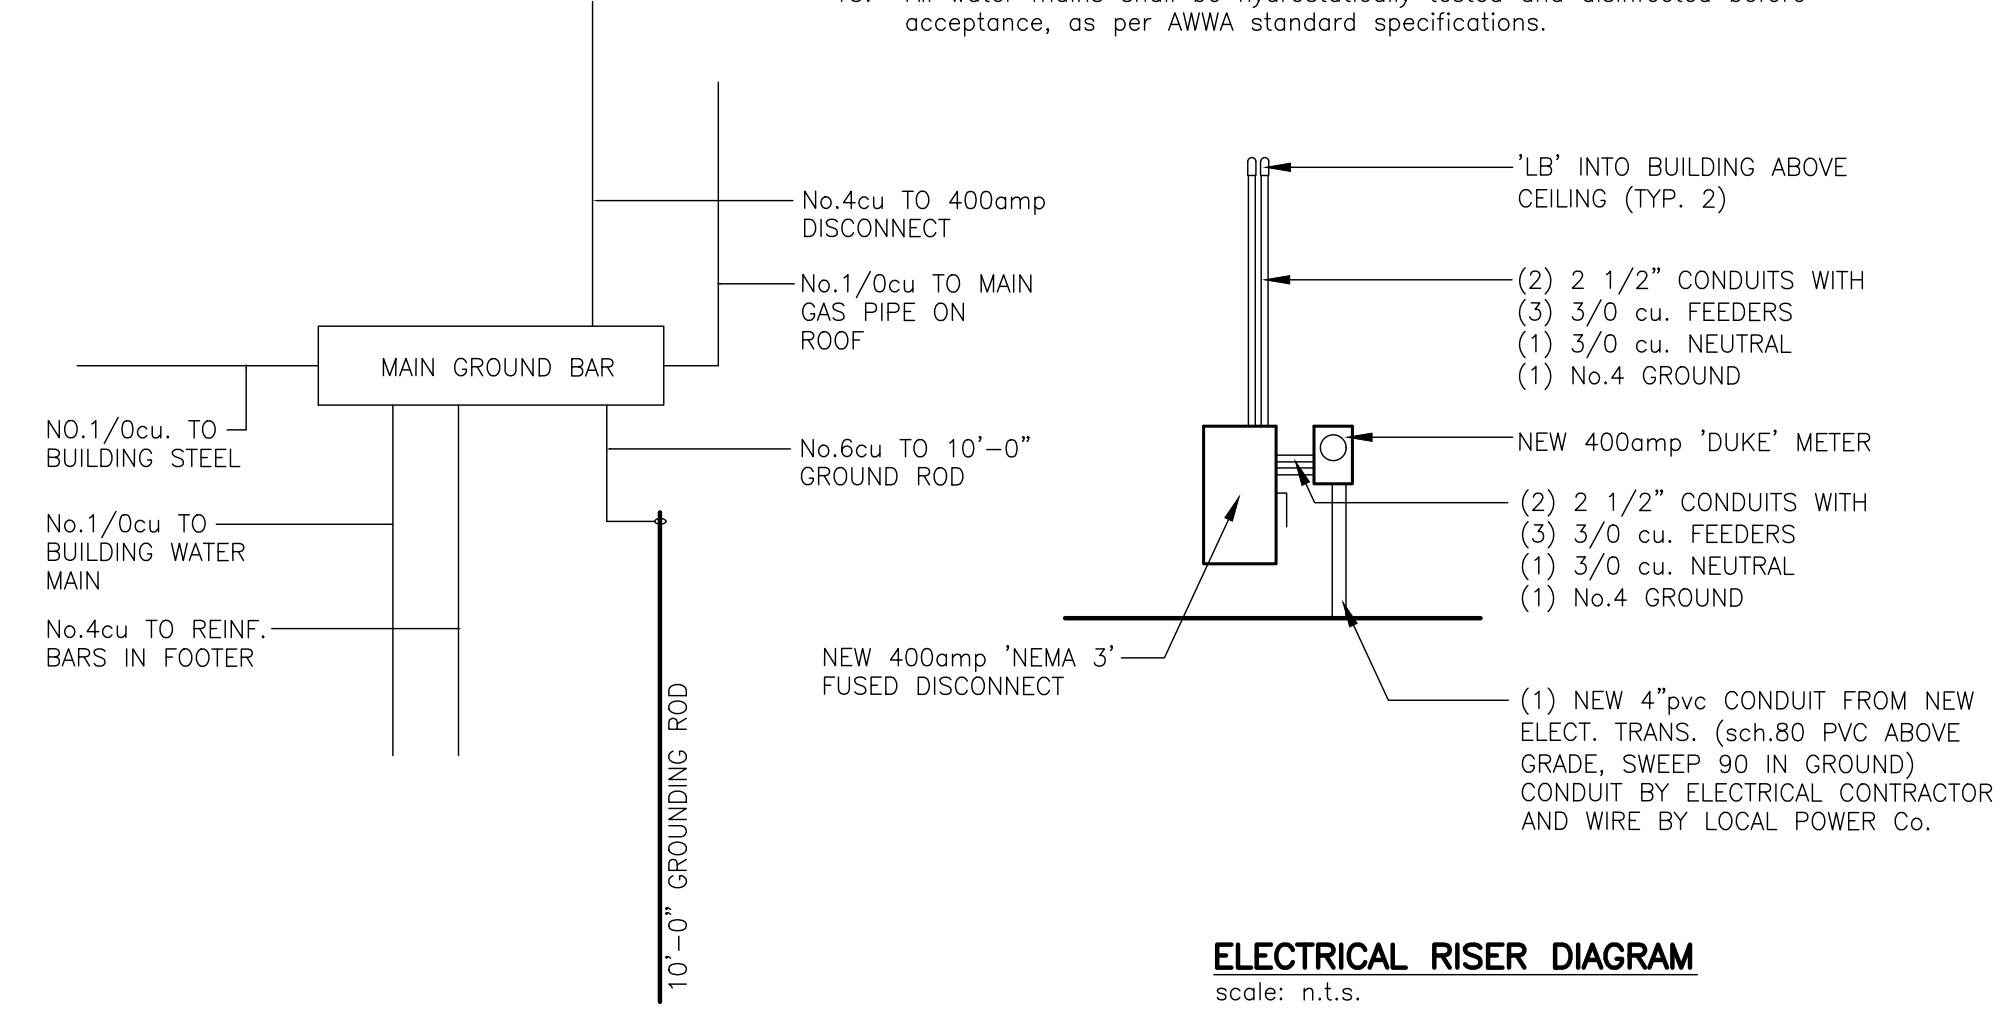 acceptance, as per AWWA standard specifications.
No.4cu TO 400amp
DISCONNECT
No.1/0cu TO MAIN
GAS PIPE ON
ROOF
MAIN GROUND BAR
NO.1/0cu. TO
BUILDING STEEL
No.6cu TO 10'-0"
GROUND ROD
No.1/0cu TO
BUILDING WATER
MAIN
No.4cu TO REINF.
BARS IN FOOTER
10'-0" GROUNDING ROD
'LB' INTO BUILDING ABOVE
CEILING (TYP. 2)
(2) 2 1/2" CONDUITS WITH
(3) 3/0 cu. FEEDERS
(1) 3/0 cu. NEUTRAL
(1) No.4 GROUND
NEW 400amp 'DUKE' METER
(2) 2 1/2" CONDUITS WITH
(3) 3/0 cu. FEEDERS
(1) 3/0 cu. NEUTRAL
(1) No.4 GROUND
NEW 400amp 'NEMA 3'
FUSED DISCONNECT
(1) NEW 4"pvc CONDUIT FROM NEW
ELECT. TRANS. (sch.80 PVC ABOVE
GRADE, SWEEP 90 IN GROUND)
CONDUIT BY ELECTRICAL CONTRACTOR
AND WIRE BY LOCAL POWER Co.
ELECTRICAL RISER DIAGRAM
scale: n.t.s.